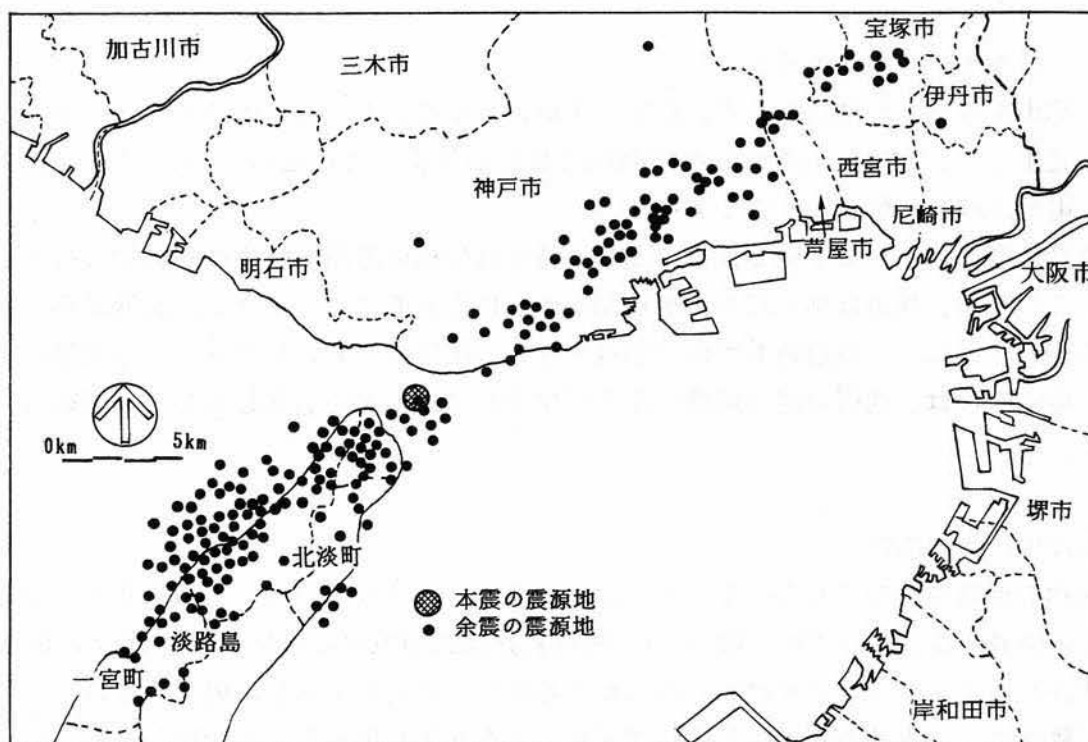 加古川市
三木市
宝塚市
伊丹市
神戸市
西宮市
尼崎市
芦屋市
明石市
大阪市
0km 5km
堺市
北淡町
本震の震源地
余震の震源地
淡路島
一宮町
岸和田市